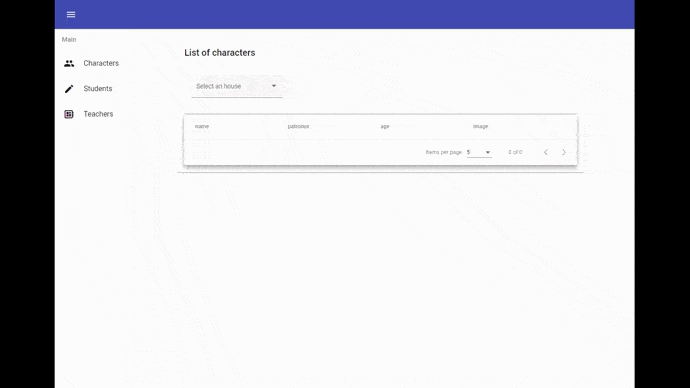 Main
Characters
Students
Teachers
List of characters
Select an house
name patronus age image
Items per page 5 0 of 0